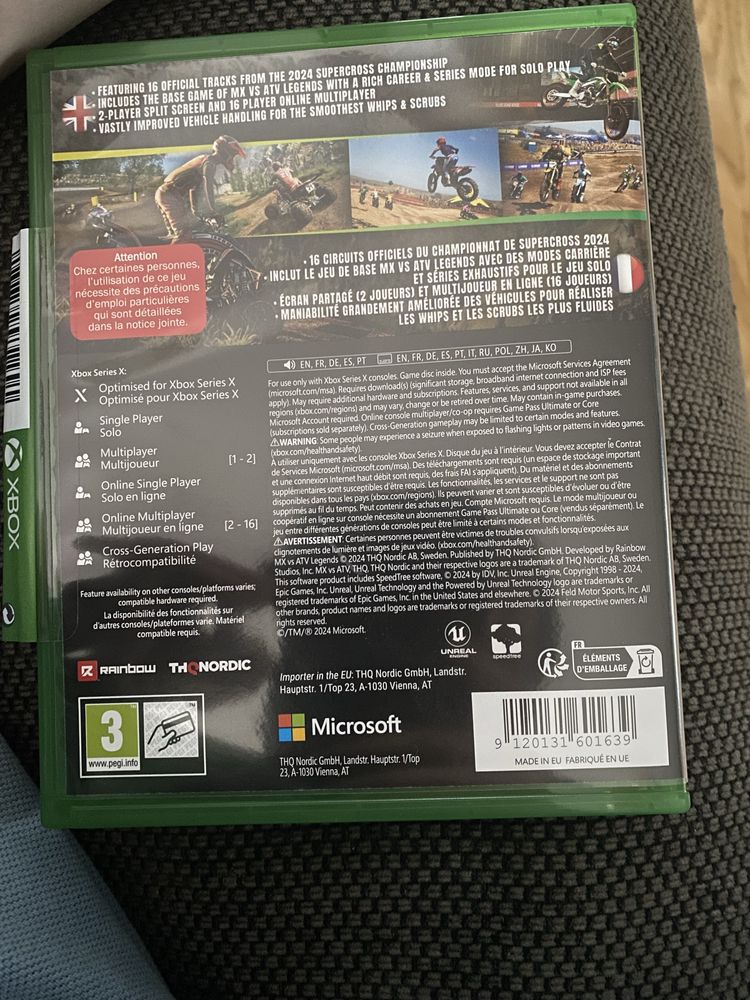 • FEATURING 16 OFFICIAL TRACKS FROM THE 2024 SUPERCROSS CHAMPIONSHIP
• INCLUDES THE BASE GAME OF MX VS ATV LEGENDS WITH A RICH CAREER & SERIES MODE FOR SOLO PLAY
• 2-PLAYER SPLIT SCREEN AND 16 PLAYER ONLINE MULTIPLAYER
• VASTLY IMPROVED VEHICLE HANDLING FOR THE SMOOTHEST WHIPS & SCRUBS
Attention
Chez certaines personnes,
l'utilisation de ce jeu
nécessite des précautions
d'emploi particulières
qui sont détaillées
dans la notice jointe.
• 16 CIRCUITS OFFICIELS DU CHAMPIONNAT DE SUPERCROSS 2024
• INCLUT LE JEU DE BASE MX VS ATV LEGENDS AVEC DES MODES CARRIÈRE
ET SÉRIES EXHAUSTIFS POUR LE JEU SOLO
• ÉCRAN PARTAGÉ (2 JOUEURS) ET MULTIJOUEUR EN LIGNE (16 JOUEURS)
• MANIABILITÉ GRANDEMENT AMÉLIORÉE DES VÉHICULES POUR RÉALISER
LES WHIPS ET LES SCRUBS LES PLUS FLUIDES
Xbox Series X:
X Optimised for Xbox Series X
Optimisé pour Xbox Series X
Single Player
Solo
Multiplayer
Multijoueur [1 - 2]
Online Single Player
Solo en ligne
Online Multiplayer
Multijoueur en ligne [2 - 16]
Cross-Generation Play
Rétrocompatibilité
Feature availability on other consoles/platforms varies;
compatible hardware required.
La disponibilité des fonctionnalités sur
d'autres consoles/plateformes varie. Matériel
compatible requis.
EN, FR, DE, ES, PT EN, FR, DE, ES, PT, IT, RU, POL, ZH, JA, KO
For use only with Xbox Series X consoles. Game disc inside. You must accept the Microsoft Services Agreement
(microsoft.com/msa). Requires download(s) (significant storage, broadband internet connection and ISP fees
apply). May require additional hardware and subscriptions. Features, services, and support not available in all
regions (xbox.com/regions) and may vary, change or be retired over time. May contain in-game purchases.
Microsoft Account required. Online console multiplayer/co-op requires Game Pass Ultimate or Core
(subscriptions sold separately). Cross-Generation gameplay may be limited to certain modes and features.
⚠WARNING: Some people may experience a seizure when exposed to flashing lights or patterns in video games.
(xbox.com/healthandsafety).
À utiliser uniquement avec les consoles Xbox Series X. Disque du jeu à l'intérieur. Vous devez accepter le Contrat
de Services Microsoft (microsoft.com/msa). Des téléchargements sont requis (un espace de stockage important
et une connexion Internet haut débit sont requis, des frais FAI s'appliquent). Du matériel et des abonnements
supplémentaires sont susceptibles d'être requis. Les fonctionnalités, les services et le support ne sont pas
disponibles dans tous les pays (xbox.com/regions). Ils peuvent varier et sont susceptibles d'évoluer ou d'être
supprimés au fil du temps. Peut contenir des achats en jeu. Compte Microsoft requis. Le mode multijoueur ou
coopératif en ligne sur console nécessite un abonnement Game Pass Ultimate ou Core (vendus séparément). Le
jeu entre différentes générations de consoles peut être limité à certains modes et fonctionnalités.
⚠AVERTISSEMENT: Certaines personnes peuvent être victimes de troubles convulsifs lorsqu'exposées aux
clignotements de lumière et images de jeux vidéo. (xbox.com/healthandsafety).
MX vs ATV Legends © 2024 THQ Nordic AB, Sweden. Published by THQ Nordic GmbH. Developed by Rainbow
Studios, Inc. MX vs ATV, THQ, THQ Nordic and their respective logos are a trademark of THQ Nordic AB, Sweden.
This software product includes SpeedTree software, © 2024 by IDV, Inc. Unreal Engine, Copyright 1998 – 2024,
Epic Games, Inc. Unreal, Unreal Technology and the Powered by Unreal Technology logo are trademarks or
registered trademarks of Epic Games, Inc. in the United States and elsewhere. © 2024 Feld Motor Sports, Inc. All
other brands, product names and logos are trademarks or registered trademarks of their respective owners. All
rights reserved.
©/TM/® 2024 Microsoft.
XBOX
UNREAL
ENGINE
speedtree
RAINBOW
THQNORDIC
Importer in the EU: THQ Nordic GmbH, Landstr.
Hauptstr. 1/Top 23, A-1030 Vienna, AT
FR
ÉLÉMENTS
D'EMBALLAGE
3
www.pegi.info
Microsoft
THQ Nordic GmbH, Landstr. Hauptstr. 1/Top
23, A-1030 Vienna, AT
9 120131 601639
MADE IN EU FABRIQUÉ EN UE